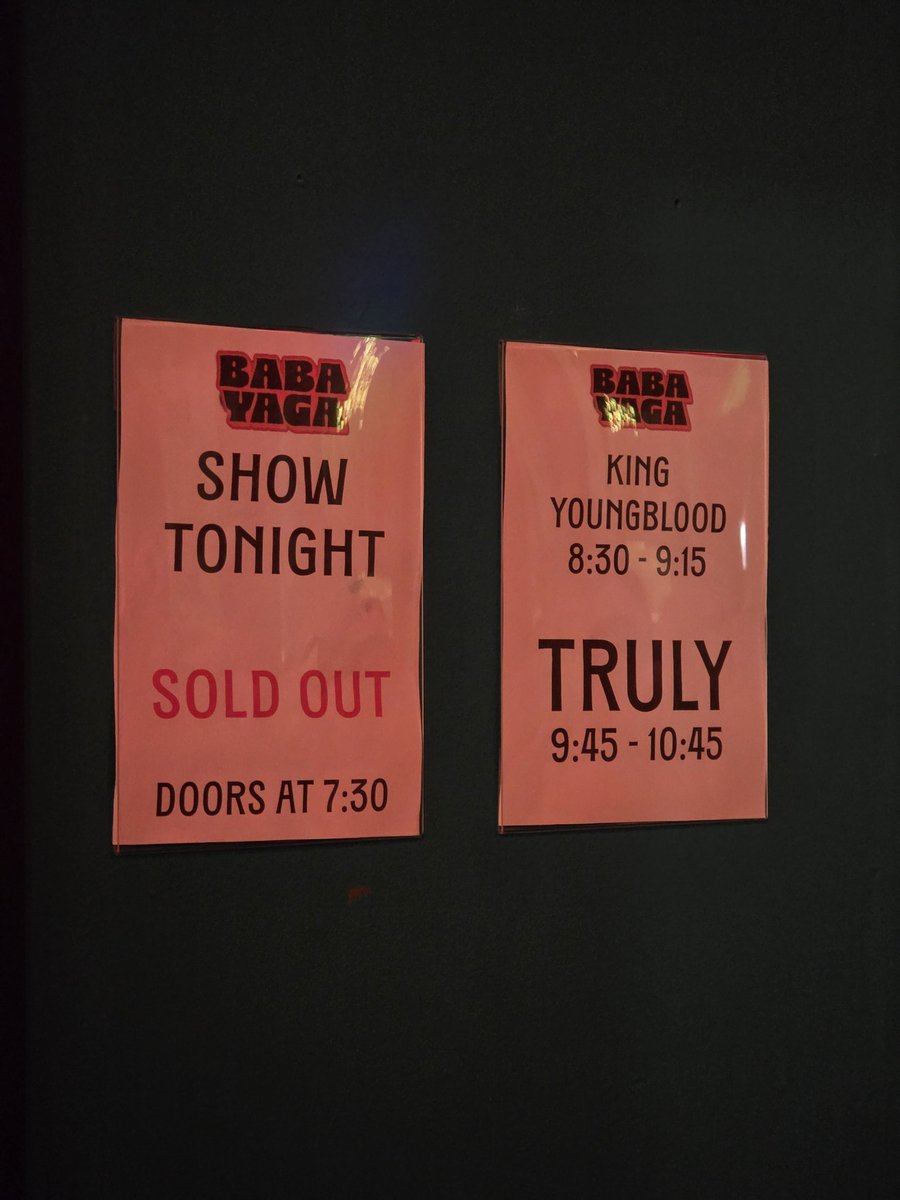 BABA
YAGA
SHOW
TONIGHT
SOLD OUT
DOORS AT 7:30
BABA
YAGA
KING
YOUNGBLOOD
8:30 - 9:15
TRULY
9:45 - 10:45